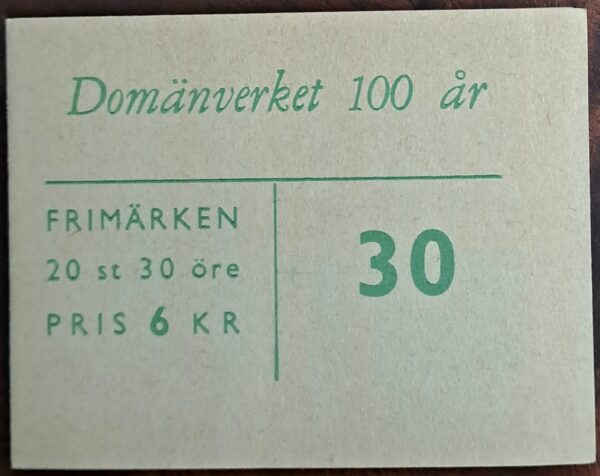 Domänverket 100 år
FRIMÄRKEN
20 st 30 öre
PRIS 6 KR
30